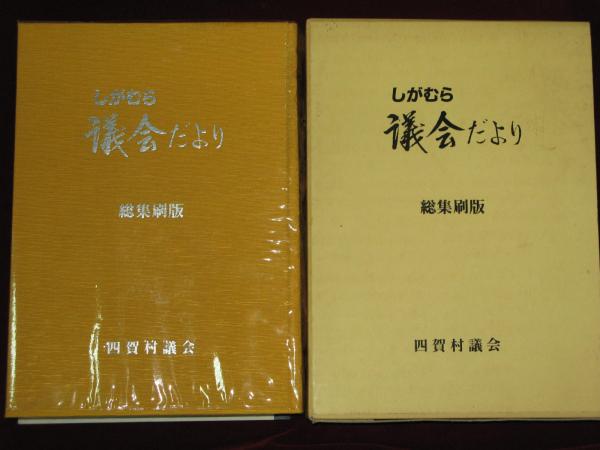 しがむら
議会だより
総集刷版
四賀村議会
しがむら
議会だより
総集刷版
四賀村議会